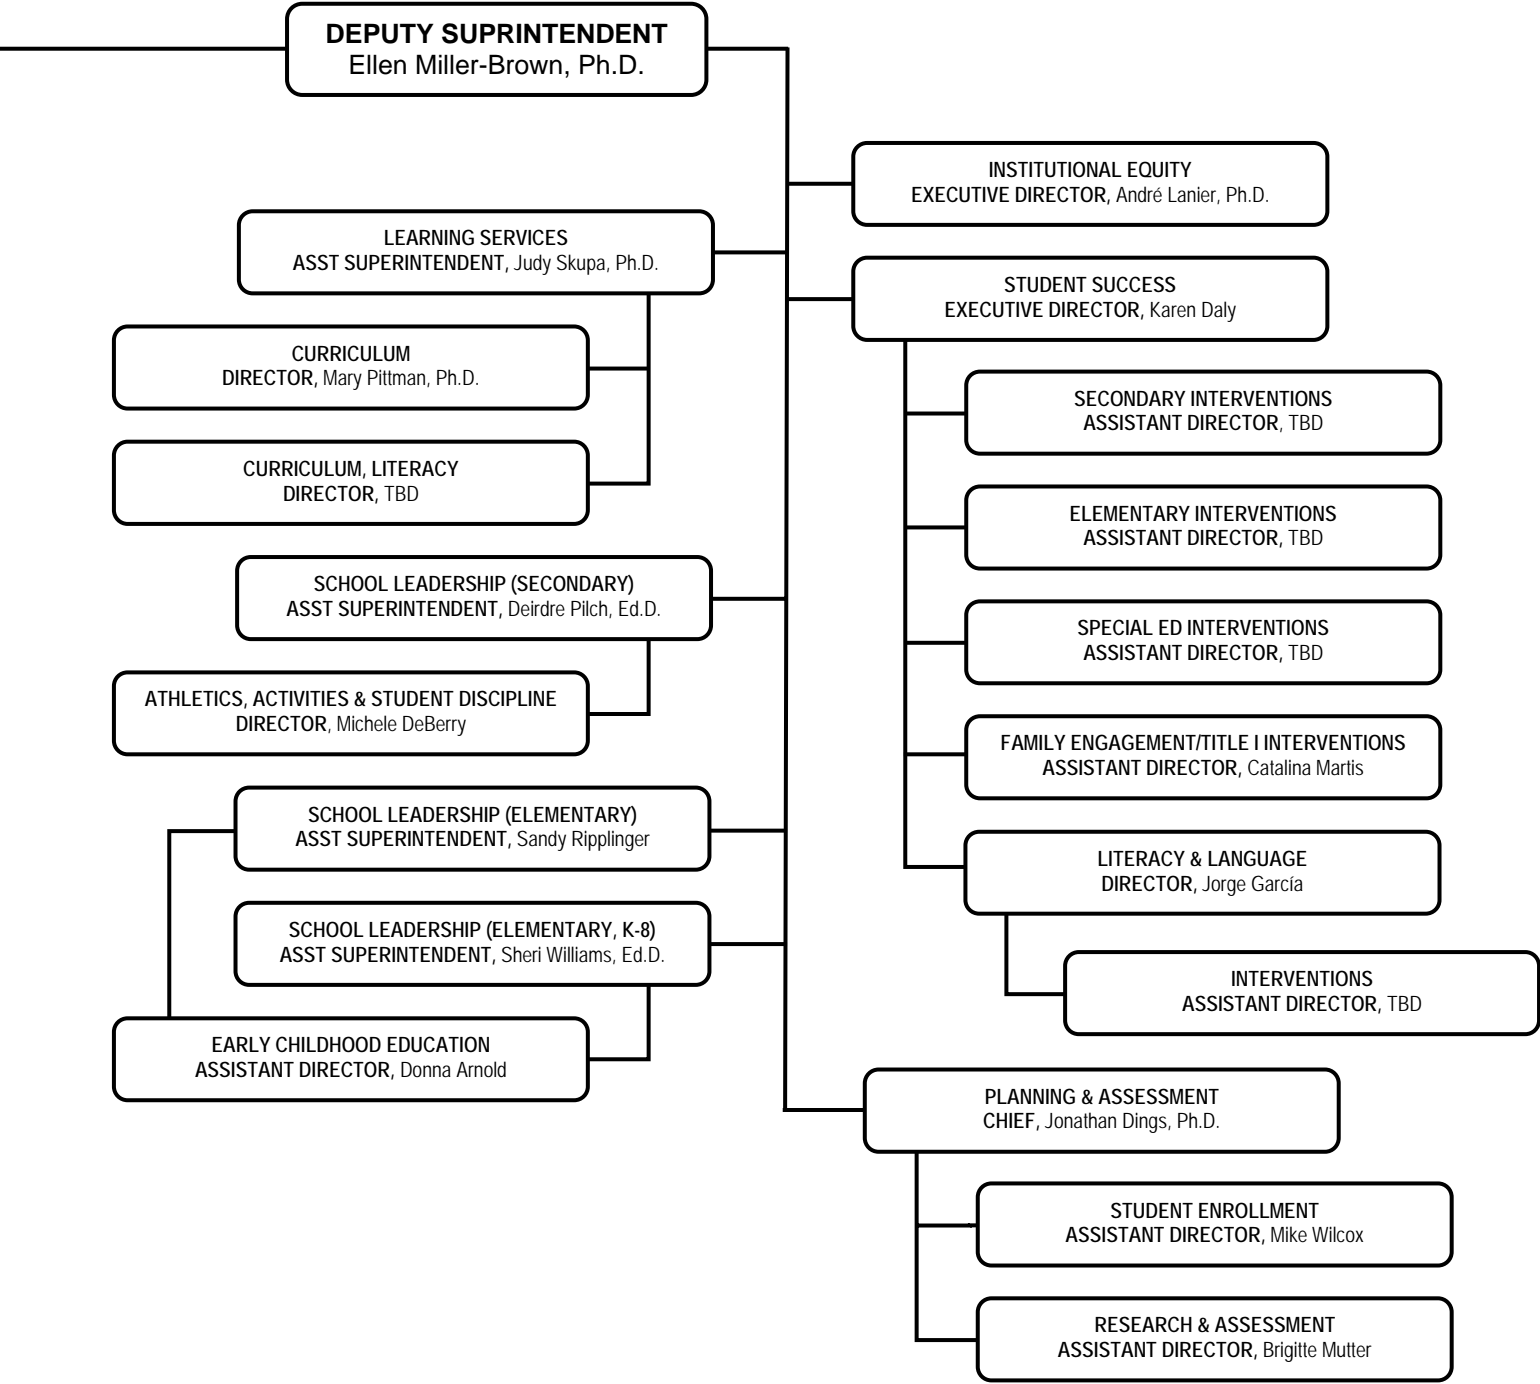 DEPUTY SUPRINTENDENT
Ellen Miller-Brown, Ph.D.
LEARNING SERVICES
ASST SUPERINTENDENT, Judy Skupa, Ph.D.
CURRICULUM
DIRECTOR, Mary Pittman, Ph.D.
CURRICULUM, LITERACY
DIRECTOR, TBD
SCHOOL LEADERSHIP (SECONDARY)
ASST SUPERINTENDENT, Deirdre Pilch, Ed.D.
ATHLETICS, ACTIVITIES & STUDENT DISCIPLINE
DIRECTOR, Michele DeBerry
SCHOOL LEADERSHIP (ELEMENTARY)
ASST SUPERINTENDENT, Sandy Ripplinger
SCHOOL LEADERSHIP (ELEMENTARY, K-8)
ASST SUPERINTENDENT, Sheri Williams, Ed.D.
EARLY CHILDHOOD EDUCATION
ASSISTANT DIRECTOR, Donna Arnold
INSTITUTIONAL EQUITY
EXECUTIVE DIRECTOR, André Lanier, Ph.D.
STUDENT SUCCESS
EXECUTIVE DIRECTOR, Karen Daly
SECONDARY INTERVENTIONS
ASSISTANT DIRECTOR, TBD
ELEMENTARY INTERVENTIONS
ASSISTANT DIRECTOR, TBD
SPECIAL ED INTERVENTIONS
ASSISTANT DIRECTOR, TBD
FAMILY ENGAGEMENT/TITLE I INTERVENTIONS
ASSISTANT DIRECTOR, Catalina Martis
LITERACY & LANGUAGE
DIRECTOR, Jorge García
INTERVENTIONS
ASSISTANT DIRECTOR, TBD
PLANNING & ASSESSMENT
CHIEF, Jonathan Dings, Ph.D.
STUDENT ENROLLMENT
ASSISTANT DIRECTOR, Mike Wilcox
RESEARCH & ASSESSMENT
ASSISTANT DIRECTOR, Brigitte Mutter